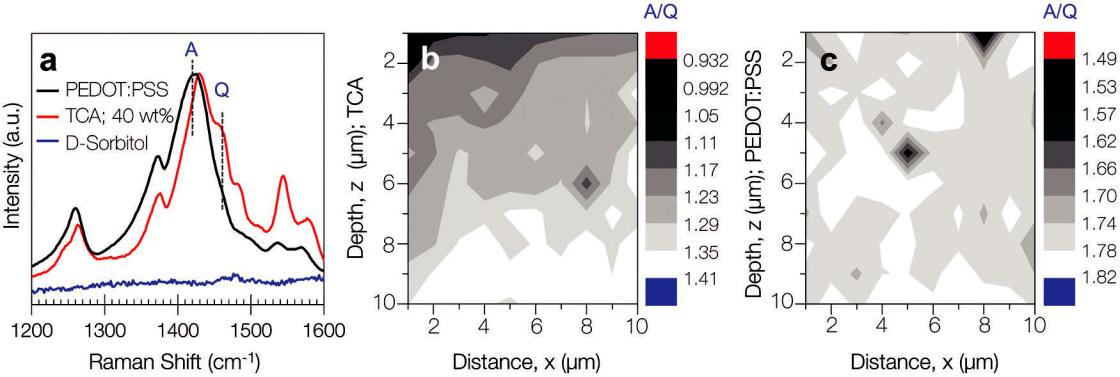 a
A
Q
PEDOT:PSS
TCA; 40 wt%
D-Sorbitol
Intensity (a.u.)
1200 1300 1400 1500 1600
Raman Shift (cm-1)
b
Depth, z (μm); TCA
2
4
6
8
10
2 4 6 8 10
Distance, x (μm)
A/Q
0.932
0.992
1.05
1.11
1.17
1.23
1.29
1.35
1.41
c
Depth, z (μm); PEDOT:PSS
2
4
6
8
10
2 4 6 8 10
Distance, x (μm)
A/Q
1.49
1.53
1.57
1.62
1.66
1.70
1.74
1.78
1.82